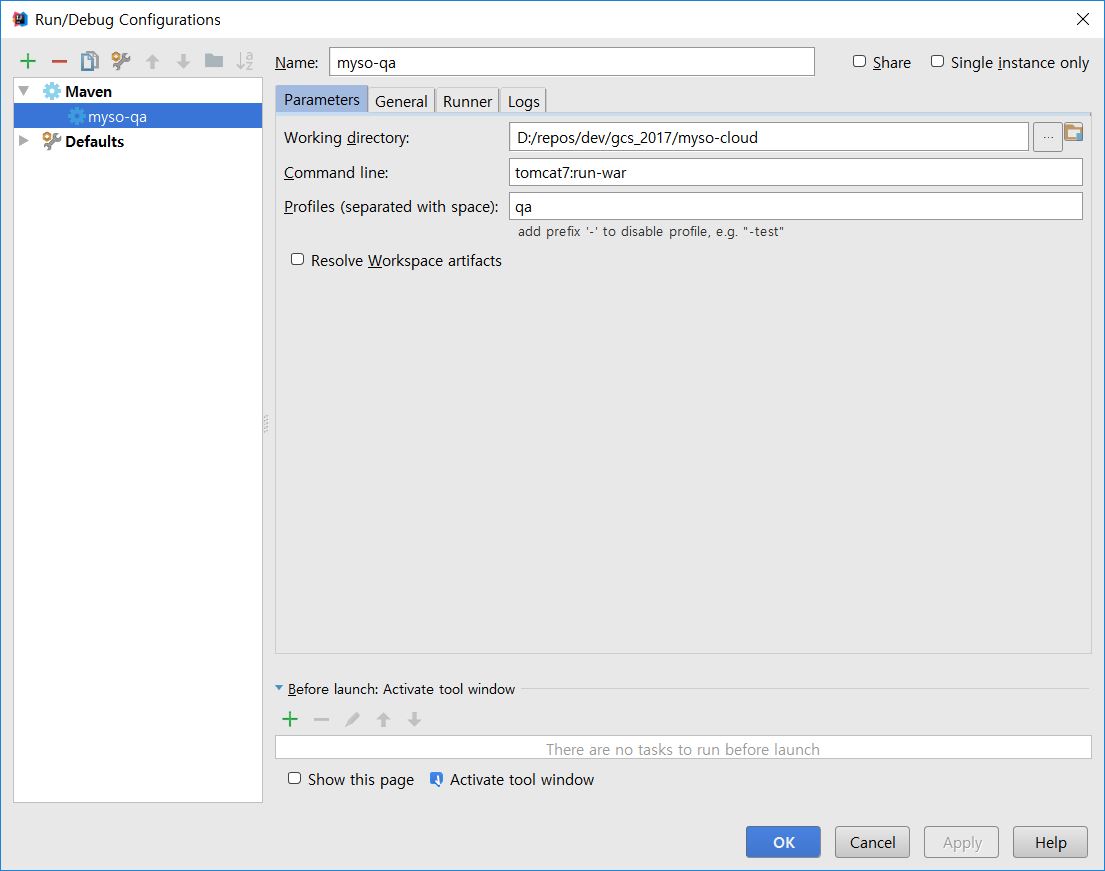 Run/Debug Configurations
Name: myso-qa
Share
Single instance only
Maven
myso-qa
Defaults
Parameters General Runner Logs
Working directory: D:/repos/dev/gcs_2017/myso-cloud ...
Command line: tomcat7:run-war
Profiles (separated with space): qa
add prefix '-' to disable profile, e.g. "-test"
Resolve Workspace artifacts
Before launch: Activate tool window
There are no tasks to run before launch
Show this page Activate tool window
OK Cancel Apply Help